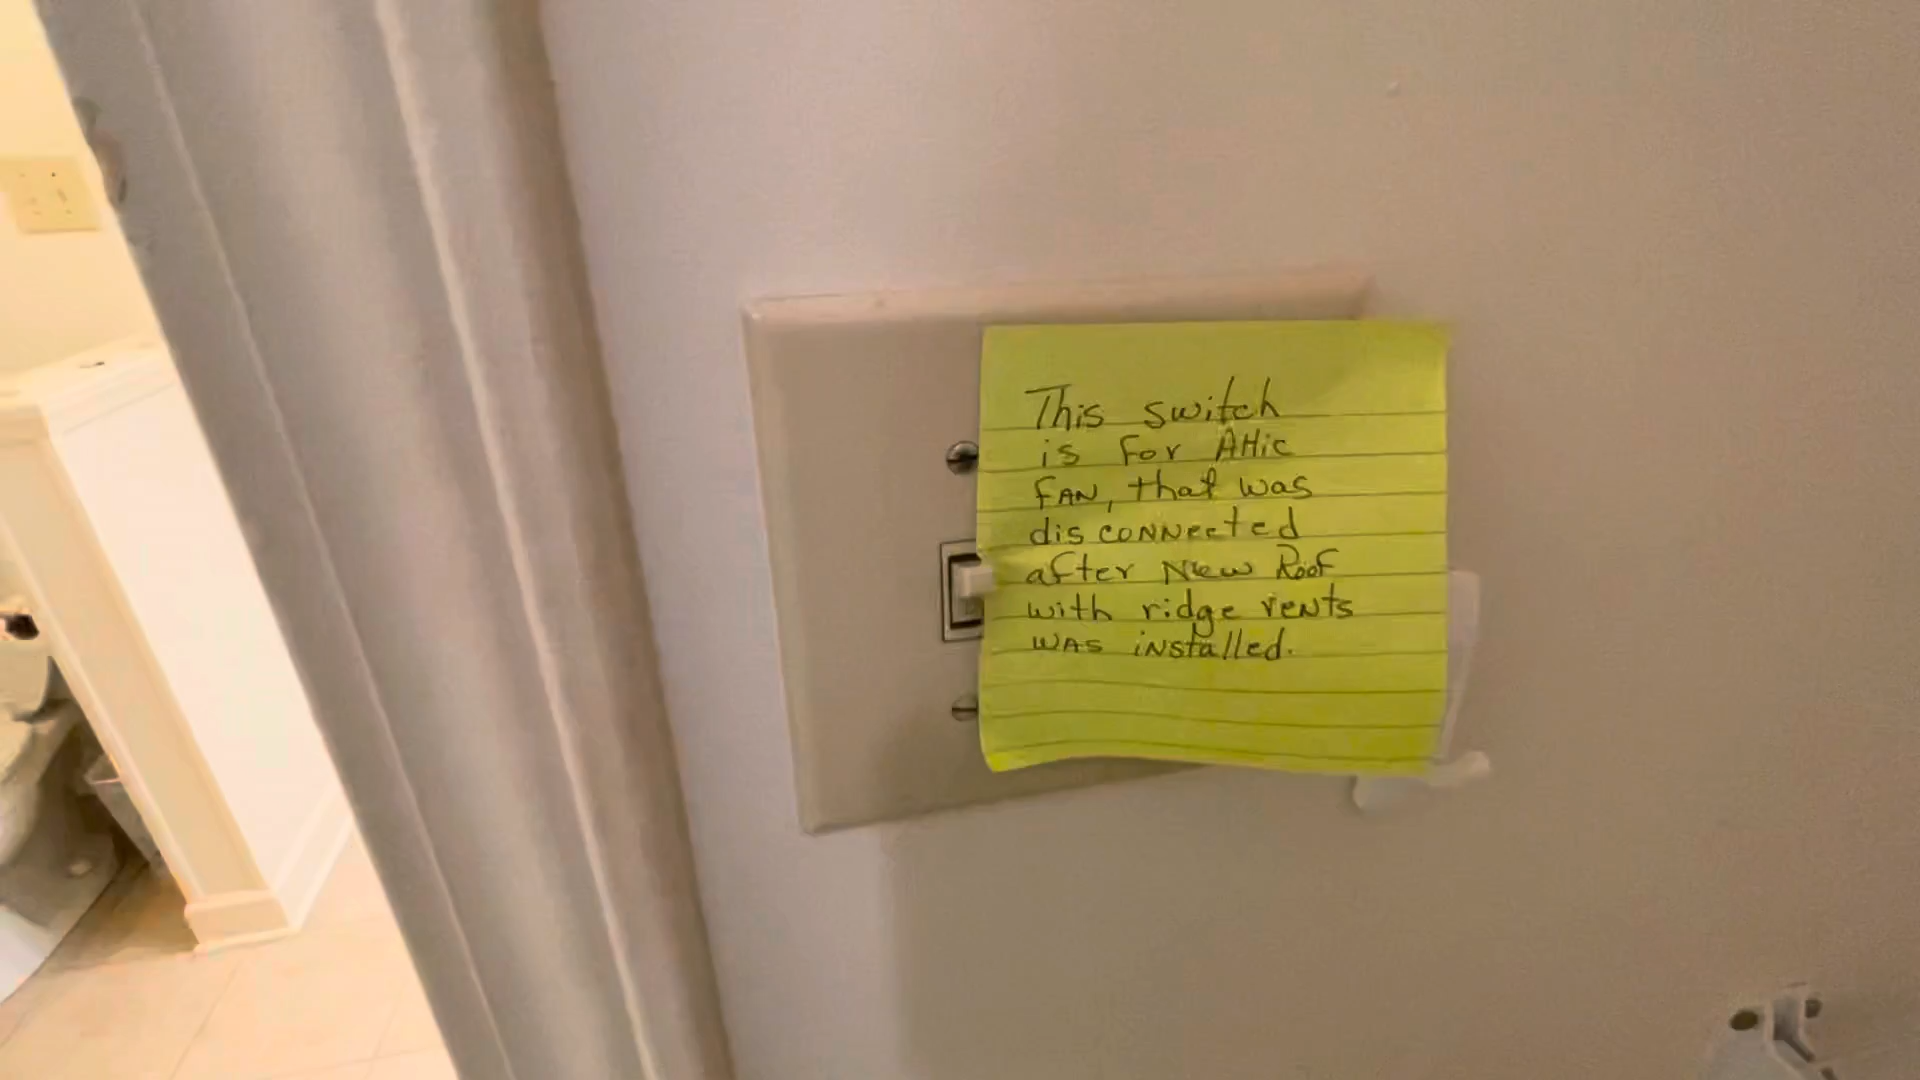 This switch
is for Attic
FAN, that was
disconnected
after New Roof
with ridge vents
was installed.